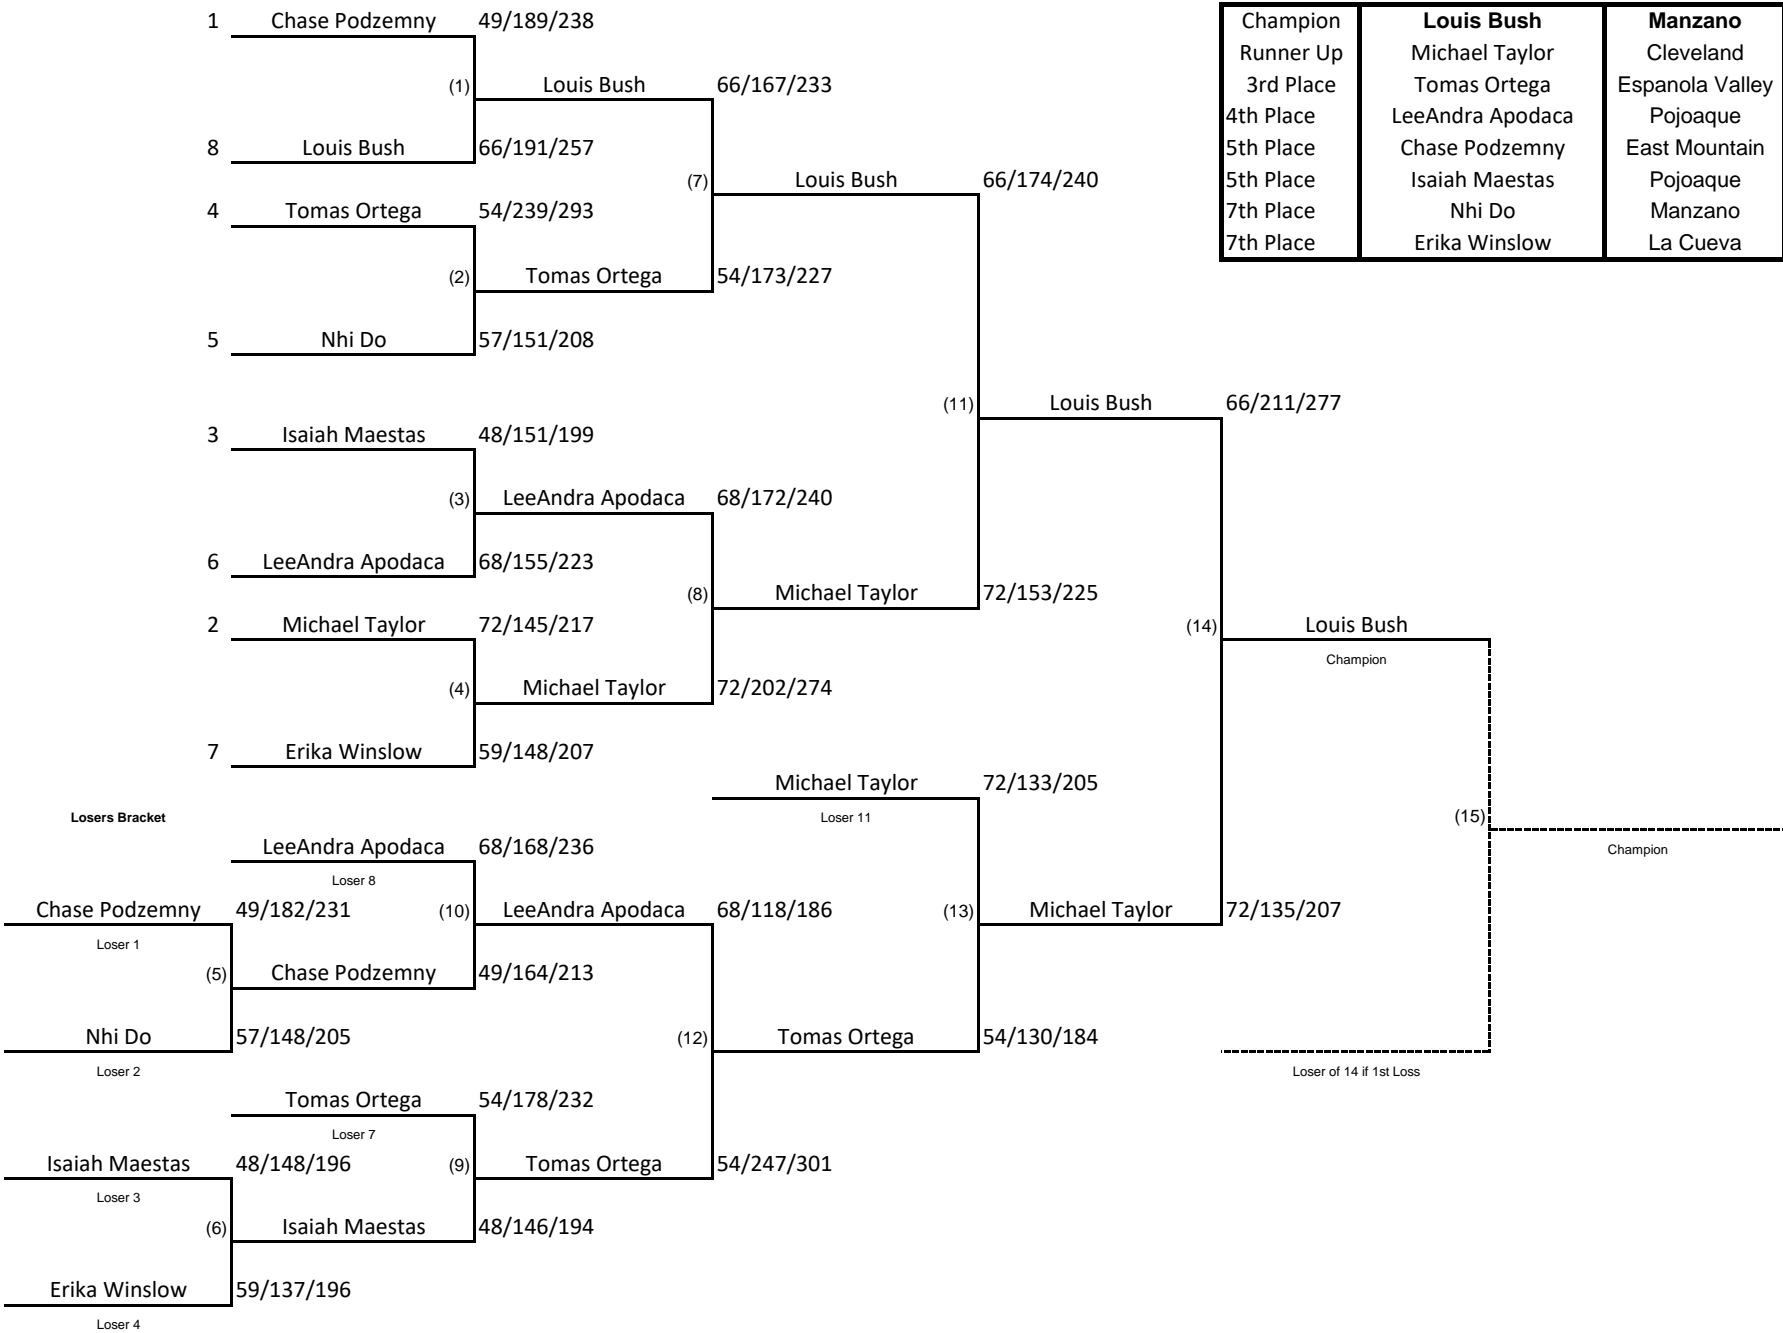 1 Chase Podzemny 49/189/238
Champion Louis Bush Manzano
Runner Up Michael Taylor Cleveland
3rd Place Tomas Ortega Espanola Valley
4th Place LeeAndra Apodaca Pojoaque
5th Place Chase Podzemny East Mountain
5th Place Isaiah Maestas Pojoaque
7th Place Nhi Do Manzano
7th Place Erika Winslow La Cueva
(1) Louis Bush 66/167/233
8 Louis Bush 66/191/257
(7) Louis Bush 66/174/240
4 Tomas Ortega 54/239/293
(2) Tomas Ortega 54/173/227
5 Nhi Do 57/151/208
(11) Louis Bush 66/211/277
3 Isaiah Maestas 48/151/199
(3) LeeAndra Apodaca 68/172/240
6 LeeAndra Apodaca 68/155/223
(8) Michael Taylor 72/153/225
2 Michael Taylor 72/145/217
(14) Louis Bush
Champion
(4) Michael Taylor 72/202/274
7 Erika Winslow 59/148/207
Michael Taylor 72/133/205
Loser 11
Losers Bracket
(15)
Champion
LeeAndra Apodaca 68/168/236
Loser 8
Chase Podzemny 49/182/231
Loser 1
(10) LeeAndra Apodaca 68/118/186
(13) Michael Taylor 72/135/207
(5) Chase Podzemny 49/164/213
Nhi Do 57/148/205
Loser 2
(12) Tomas Ortega 54/130/184
Loser of 14 if 1st Loss
Tomas Ortega 54/178/232
Loser 7
Isaiah Maestas 48/148/196
Loser 3
(9) Tomas Ortega 54/247/301
(6) Isaiah Maestas 48/146/194
Erika Winslow 59/137/196
Loser 4